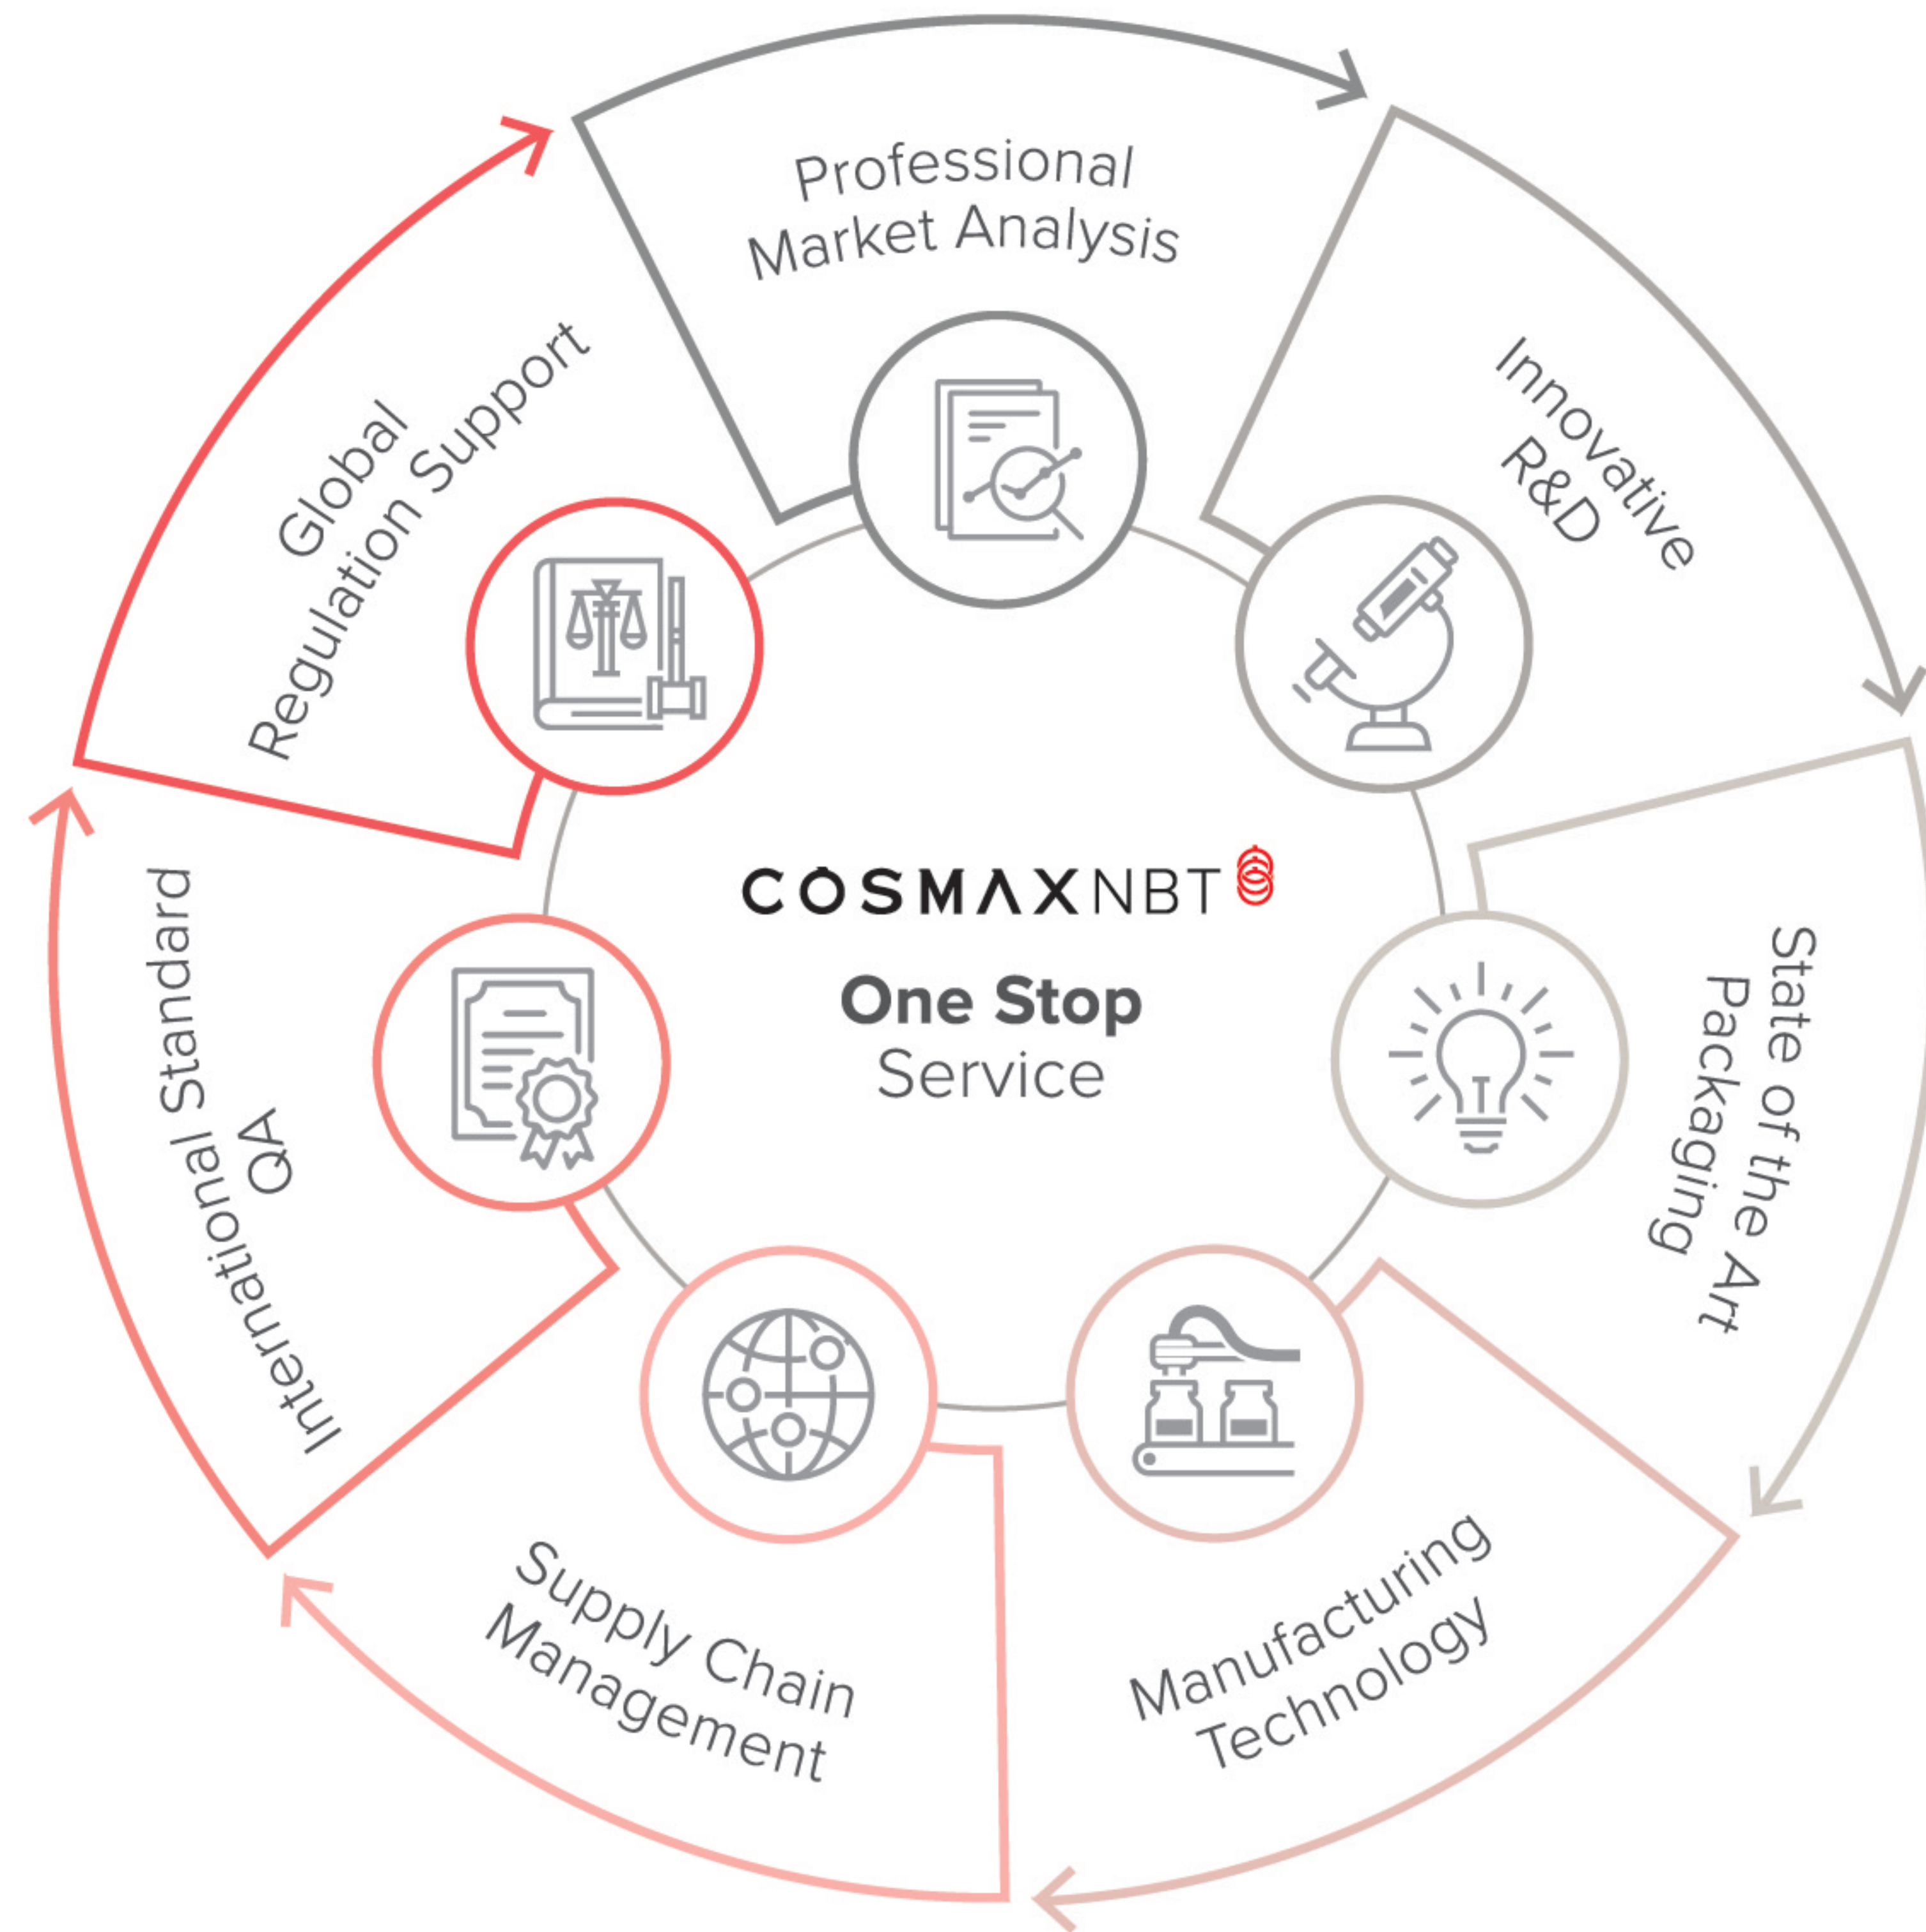 Professional
Market Analysis
Innovative
R&D
State of the Art
Packaging
Manufacturing
Technology
Supply Chain
Management
International Standard
QA
Global
Regulation Support
COSMAXNBT
One Stop
Service